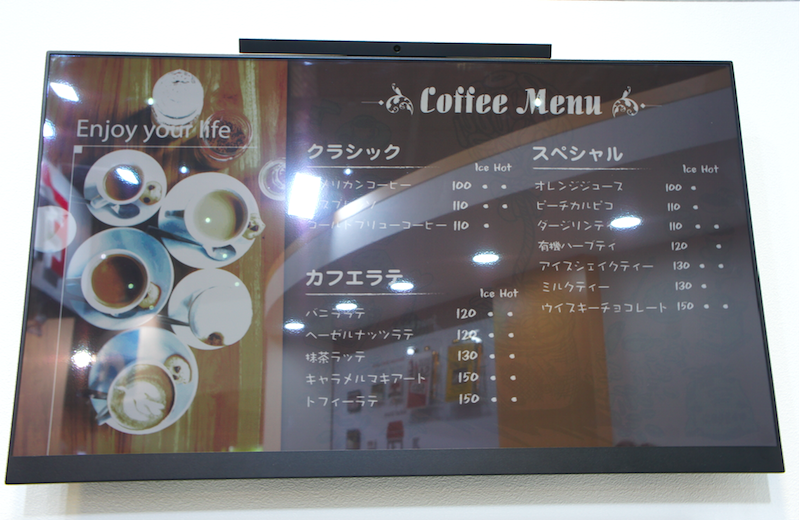 Enjoy your life
Coffee Menu
クラシック
Ice Hot
アメリカンコーヒー 100
110
コールドブリューコーヒー 110
カフェラテ
Ice Hot
バニララテ 120
ヘーゼルナッツラテ 120
抹茶ラッテ 130
キャラメルマキアート 150
トフィーラテ 150
スペシャル
Ice Hot
オレンジジュース 100
ピーチカルピコ 110
ダージリンティー 110
有機ハーブティ 120
アイスシェイクティー 130
ミルクティー 130
ウイスキーチョコレート 150